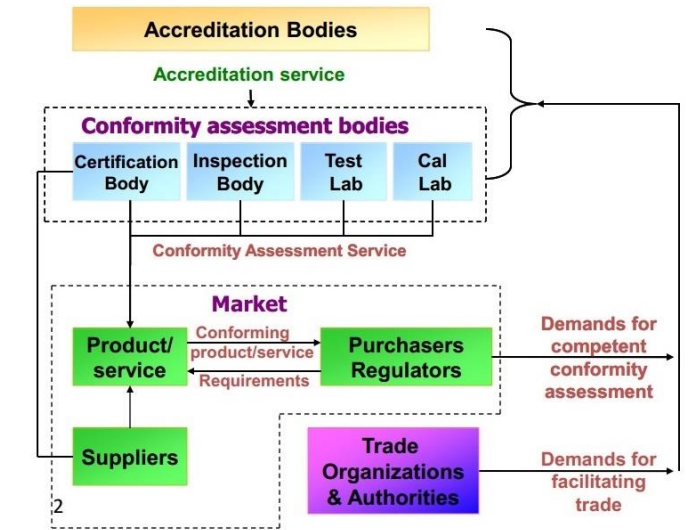 Accreditation Bodies
Accreditation service
Conformity assessment bodies
Certification
Body
Inspection
Body
Test
Lab
Cal
Lab
Conformity Assessment Service
Market
Product/
service
Conforming
product/service
Requirements
Purchasers
Regulators
Demands for
competent
conformity
assessment
Suppliers
Trade
Organizations
& Authorities
Demands for
facilitating
trade
2